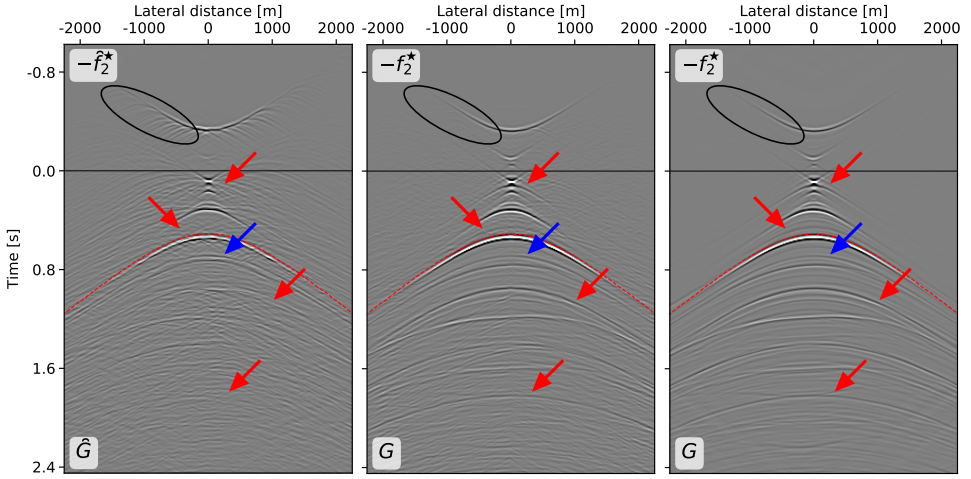 Lateral distance [m] Lateral distance [m] Lateral distance [m]
-2000 -1000 0 1000 2000 -2000 -1000 0 1000 2000 -2000 -1000 0 1000 2000
-0.8
0.0
0.8
1.6
2.4
Time [s]
−f̂₂★ −f₂★ −f₂★
Ĝ G G